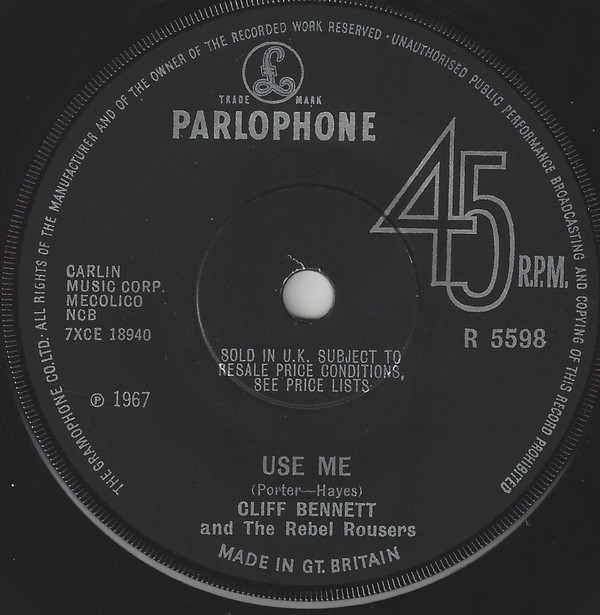 THE GRAMOPHONE CO. LTD. · ALL RIGHTS OF THE MANUFACTURER AND OF THE OWNER OF THE RECORDED WORK RESERVED · UNAUTHORISED PUBLIC PERFORMANCE BROADCASTING AND COPYING OF THIS RECORD PROHIBITED
£
TRADE MARK
PARLOPHONE
45
R.P.M.
CARLIN
MUSIC CORP.
MECOLICO
NCB
7XCE 18940
R 5598
SOLD IN U.K. SUBJECT TO
RESALE PRICE CONDITIONS,
SEE PRICE LISTS
℗ 1967
USE ME
(Porter—Hayes)
CLIFF BENNETT
and The Rebel Rousers
MADE IN GT. BRITAIN